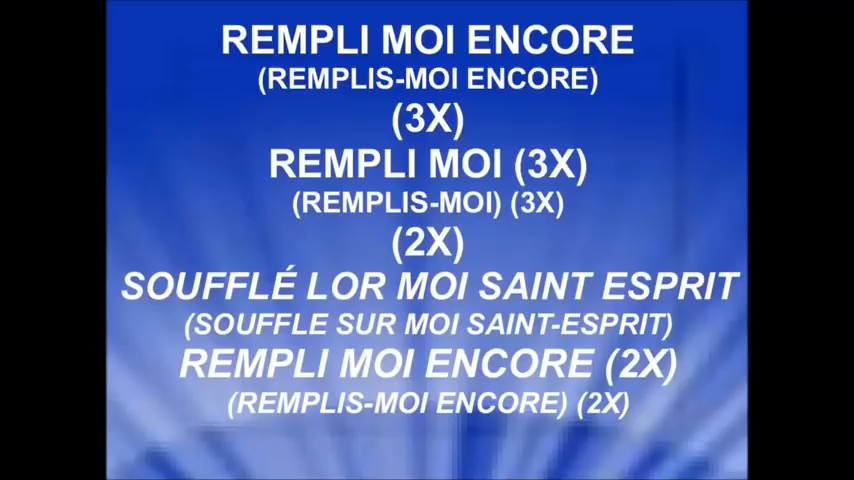 REMPLI MOI ENCORE
(REMPLIS-MOI ENCORE)
(3X)
REMPLI MOI (3X)
(REMPLIS-MOI) (3X)
(2X)
SOUFFLÉ LOR MOI SAINT ESPRIT
(SOUFFLE SUR MOI SAINT-ESPRIT)
REMPLI MOI ENCORE (2X)
(REMPLIS-MOI ENCORE) (2X)